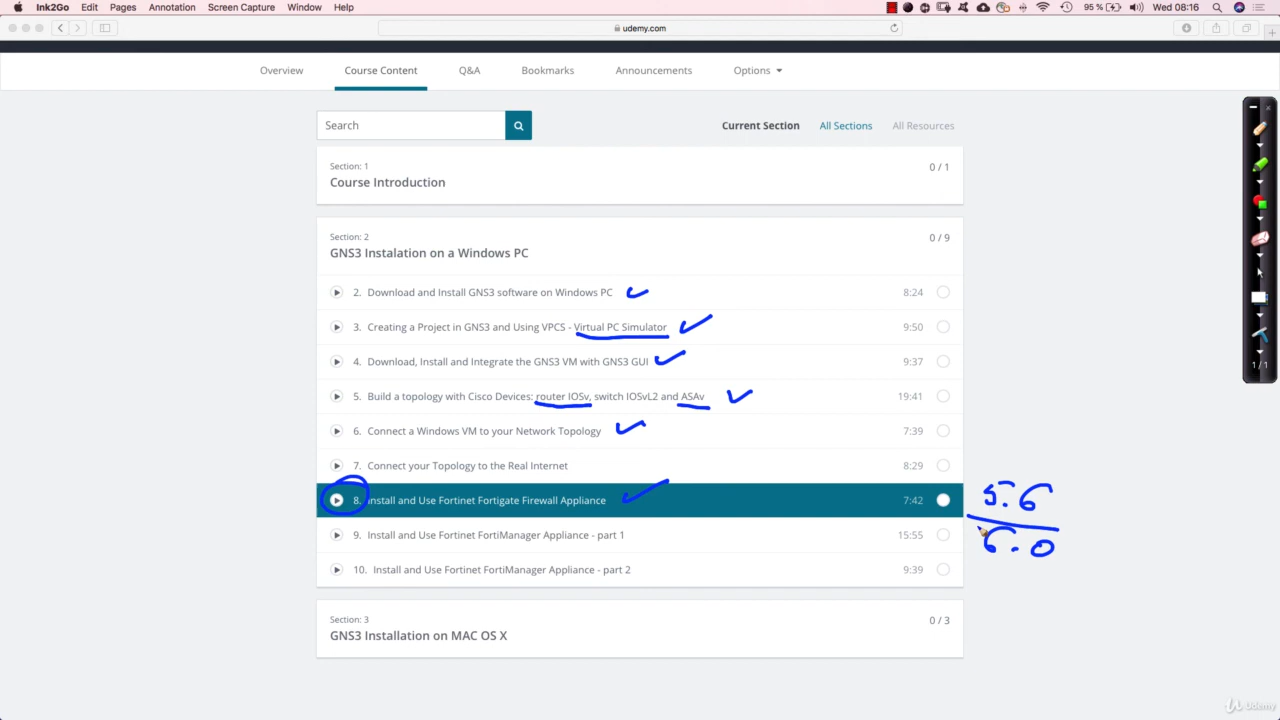 Ink2Go Edit Pages Annotation Screen Capture Window Help 95 % Wed 08:16
udemy.com
Overview Course Content Q&A Bookmarks Announcements Options
Search Current Section All Sections All Resources
Section: 1 0 / 1
Course Introduction
Section: 2 0 / 9
GNS3 Instalation on a Windows PC
2. Download and Install GNS3 software on Windows PC 8:24
3. Creating a Project in GNS3 and Using VPCS - Virtual PC Simulator 9:50
4. Download, Install and Integrate the GNS3 VM with GNS3 GUI 9:37
5. Build a topology with Cisco Devices: router IOSv, switch IOSvL2 and ASAv 19:41
6. Connect a Windows VM to your Network Topology 7:39
7. Connect your Topology to the Real Internet 8:29
8. Install and Use Fortinet Fortigate Firewall Appliance 7:42 5.6
9. Install and Use Fortinet FortiManager Appliance - part 1 15:55 6.0
10. Install and Use Fortinet FortiManager Appliance - part 2 9:39
Section: 3 0 / 3
GNS3 Installation on MAC OS X
1 / 1
Udemy